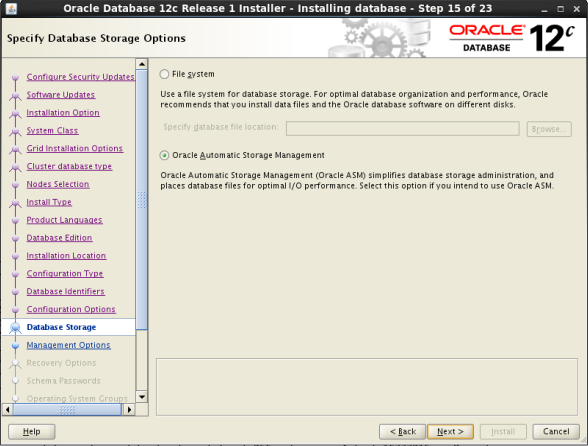 Oracle Database 12c Release 1 Installer - Installing database - Step 15 of 23
Specify Database Storage Options
ORACLE
DATABASE
12c
Configure Security Updates
Software Updates
Installation Option
System Class
Grid Installation Options
Cluster database type
Nodes Selection
Install Type
Product Languages
Database Edition
Installation Location
Configuration Type
Database Identifiers
Configuration Options
Database Storage
Management Options
Recovery Options
Schema Passwords
Operating System Groups
File system
Use a file system for database storage. For optimal database organization and performance, Oracle
recommends that you install data files and the Oracle database software on different disks.
Specify database file location:
Browse...
Oracle Automatic Storage Management
Oracle Automatic Storage Management (Oracle ASM) simplifies database storage administration, and
places database files for optimal I/O performance. Select this option if you intend to use Oracle ASM.
Help
< Back
Next >
Install
Cancel